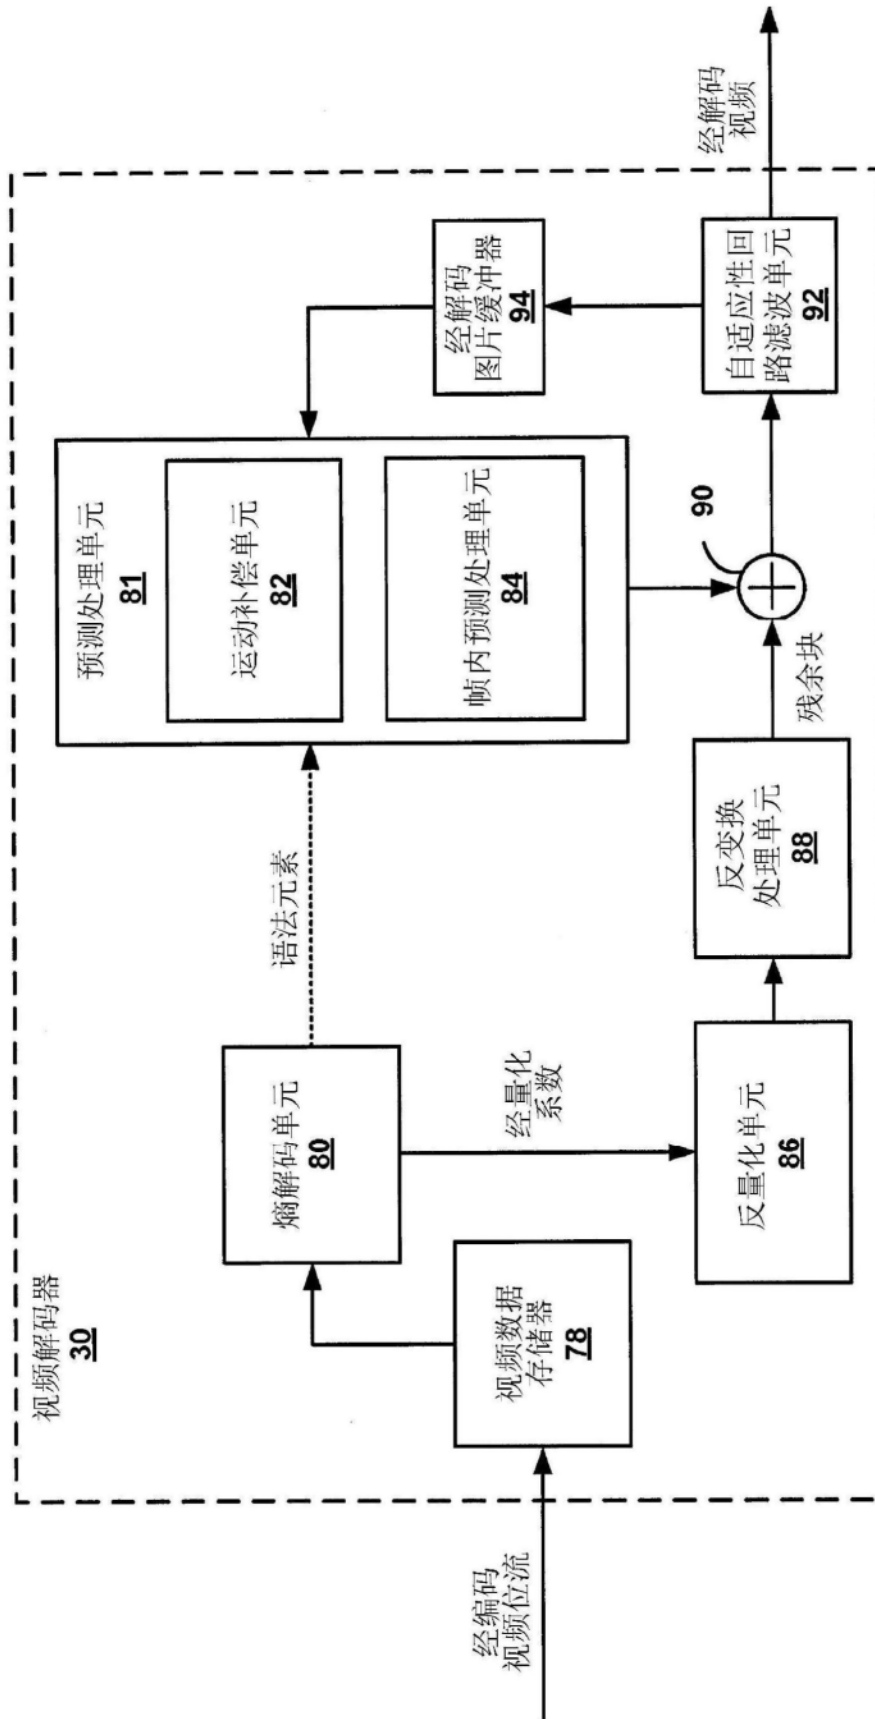 视频解码器
30
经编码
视频位流
视频数据
存储器
78
熵解码单元
80
语法元素
经量化
系数
预测处理单元
81
运动补偿单元
82
帧内预测处理单元
84
反量化单元
86
反变换
处理单元
88
残余块
90
经解码
图片缓冲器
94
自适应性回
路滤波单元
92
经解码
视频